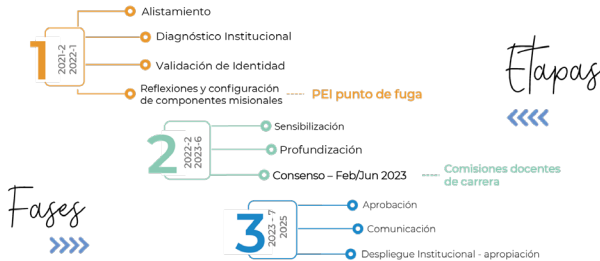 Alistamiento
Diagnóstico Institucional
1
2021-2
2022-1
Validación de Identidad
Reflexiones y configuración
de componentes misionales
PEI punto de fuga
Etapas
Sensibilización
2
2022-2
2023-6
Profundización
Consenso – Feb/Jun 2023
Comisiones docentes
de carrera
Fases
Aprobación
3
2023 - 7
2025
Comunicación
Despliegue Institucional - apropiación